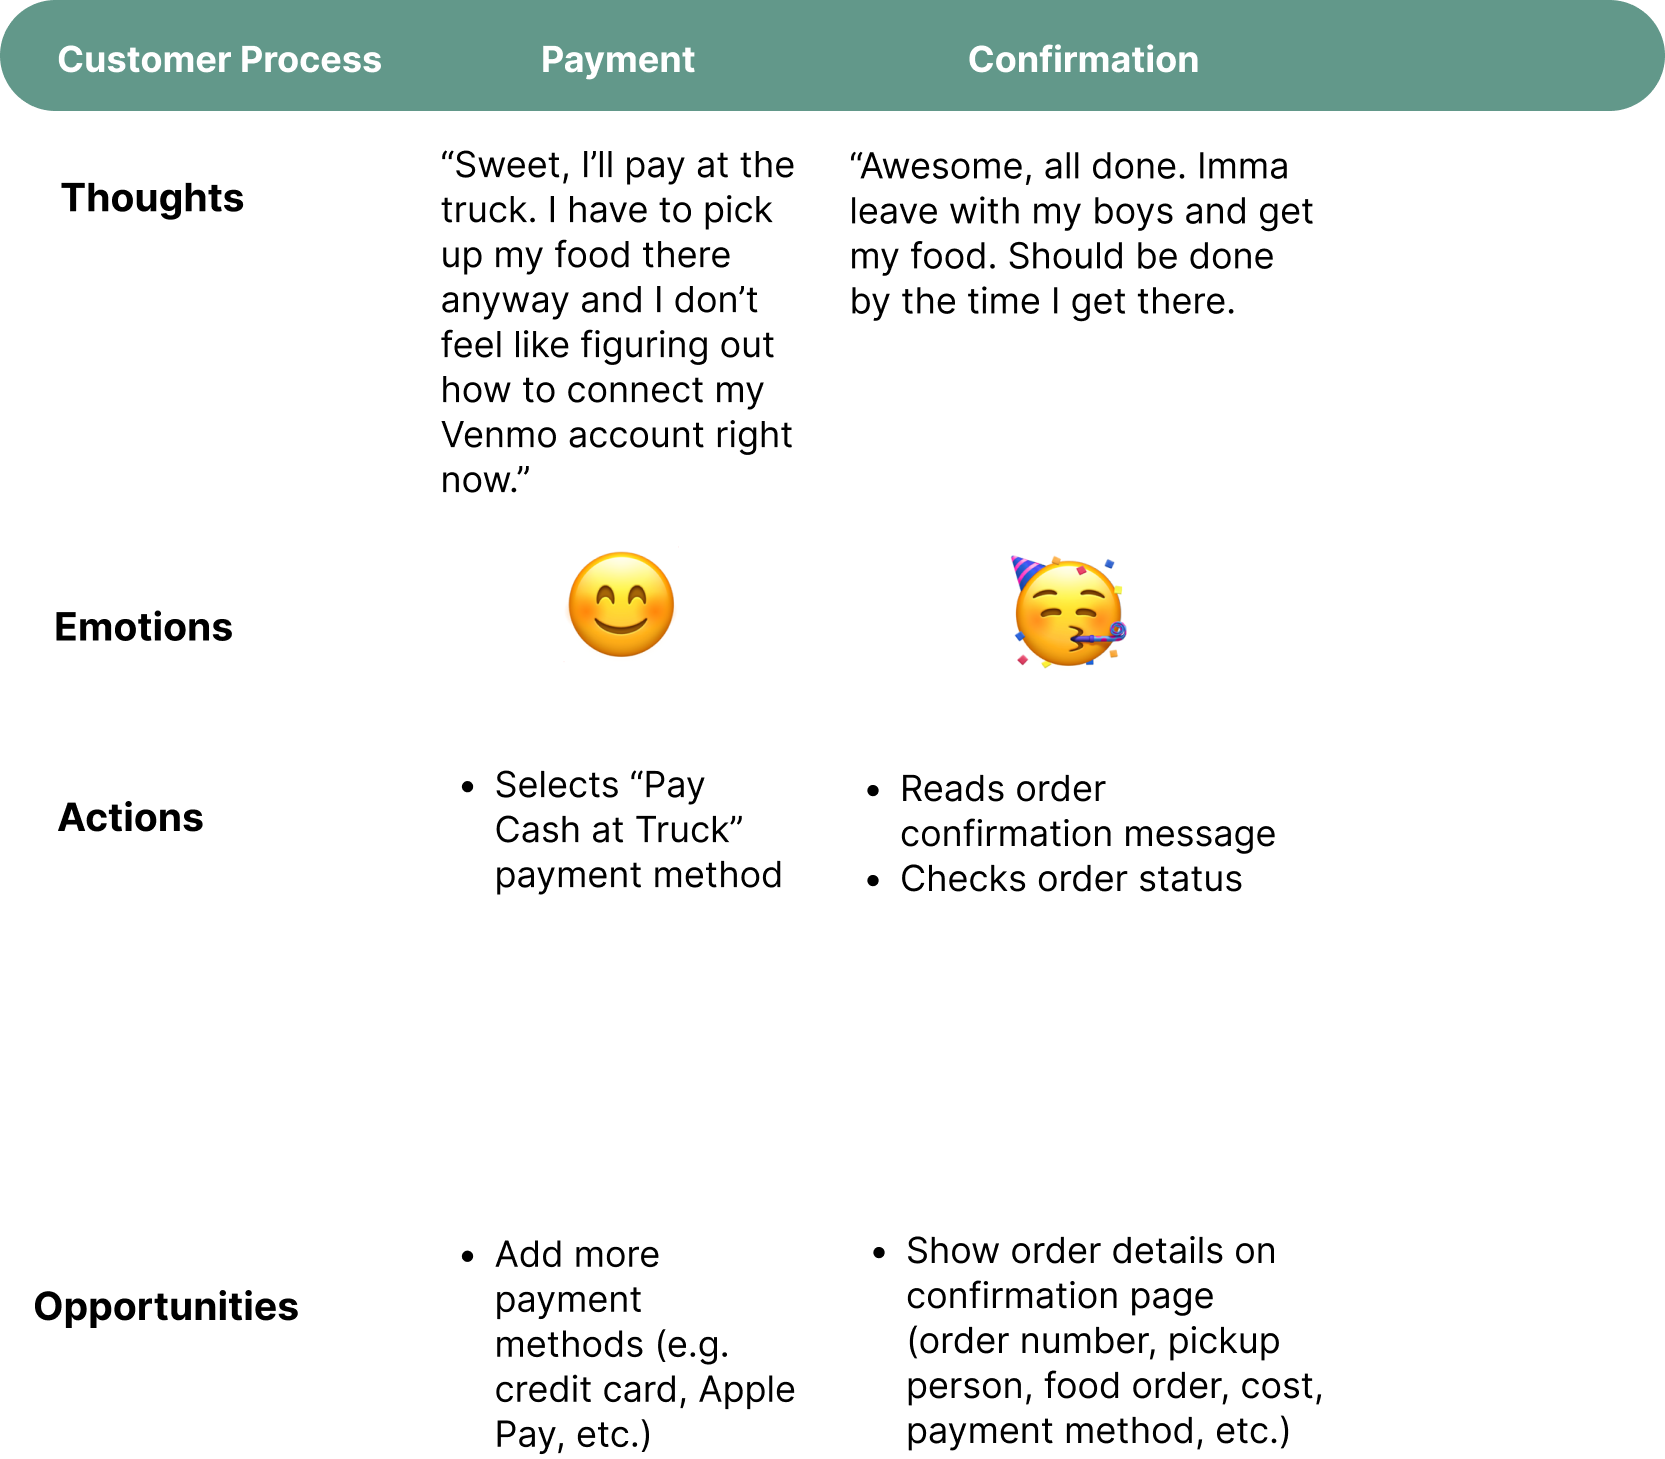 Customer Process
Payment
Confirmation
Thoughts
“Sweet, I’ll pay at the
truck. I have to pick
up my food there
anyway and I don’t
feel like figuring out
how to connect my
Venmo account right
now.”
“Awesome, all done. Imma
leave with my boys and get
my food. Should be done
by the time I get there.
Emotions
Actions
• Selects “Pay
Cash at Truck”
payment method
• Reads order
confirmation message
• Checks order status
Opportunities
• Add more
payment
methods (e.g.
credit card, Apple
Pay, etc.)
• Show order details on
confirmation page
(order number, pickup
person, food order, cost,
payment method, etc.)